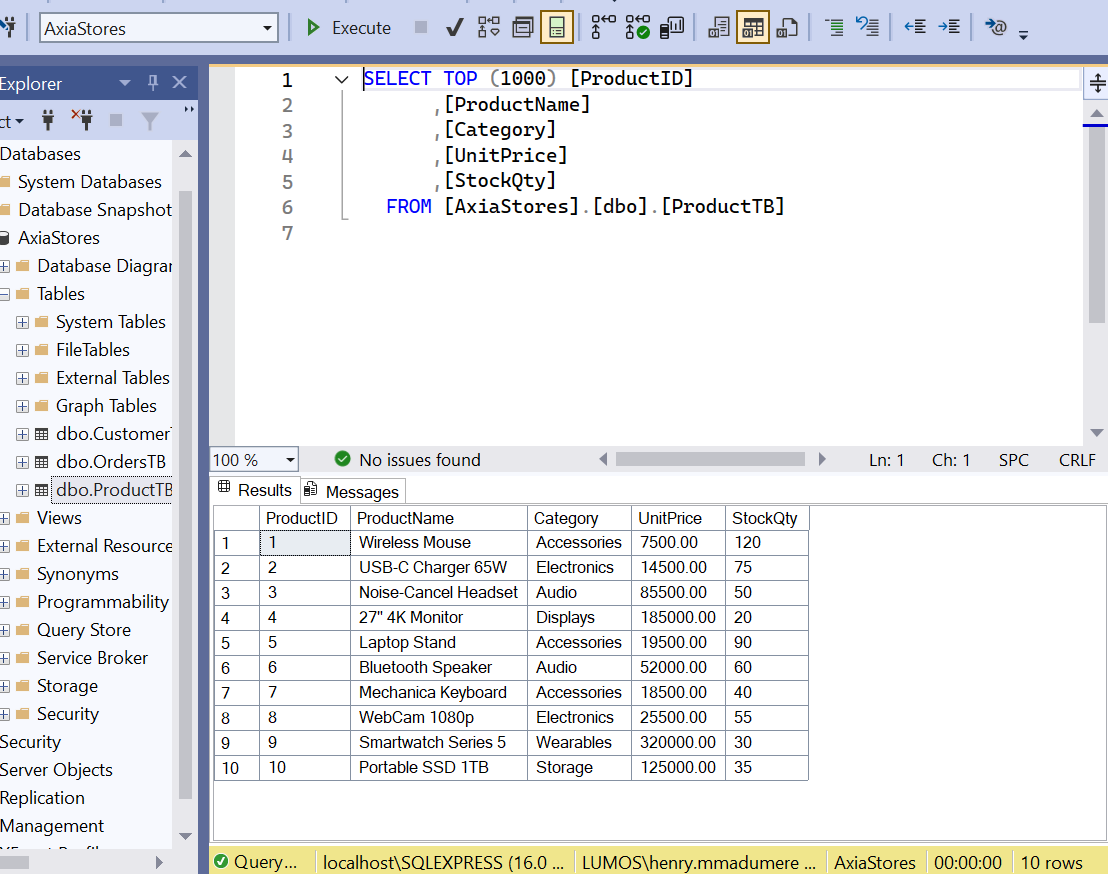 AxiaStores Execute
Explorer
ct
Databases
System Databases
Database Snapshot
AxiaStores
Database Diagrar
Tables
System Tables
FileTables
External Tables
Graph Tables
dbo.Customer
dbo.OrdersTB
dbo.ProductTB
Views
External Resource
Synonyms
Programmability
Query Store
Service Broker
Storage
Security
Security
Server Objects
Replication
Management
1 SELECT TOP (1000) [ProductID]
2 ,[ProductName]
3 ,[Category]
4 ,[UnitPrice]
5 ,[StockQty]
6 FROM [AxiaStores].[dbo].[ProductTB]
7
100 % No issues found Ln: 1 Ch: 1 SPC CRLF
Results Messages
ProductID ProductName Category UnitPrice StockQty
1 1 Wireless Mouse Accessories 7500.00 120
2 2 USB-C Charger 65W Electronics 14500.00 75
3 3 Noise-Cancel Headset Audio 85500.00 50
4 4 27" 4K Monitor Displays 185000.00 20
5 5 Laptop Stand Accessories 19500.00 90
6 6 Bluetooth Speaker Audio 52000.00 60
7 7 Mechanica Keyboard Accessories 18500.00 40
8 8 WebCam 1080p Electronics 25500.00 55
9 9 Smartwatch Series 5 Wearables 320000.00 30
10 10 Portable SSD 1TB Storage 125000.00 35
Query... localhost\SQLEXPRESS (16.0 ... LUMOS\henry.mmadumere ... AxiaStores 00:00:00 10 rows